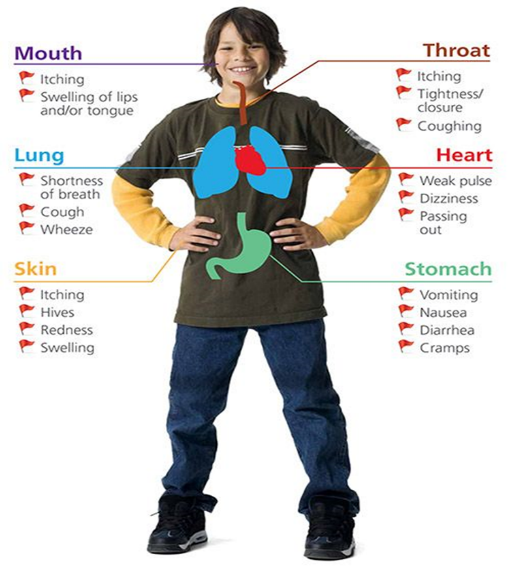 Mouth
Itching
Swelling of lips
and/or tongue
Throat
Itching
Tightness/
closure
Coughing
Lung
Shortness
of breath
Cough
Wheeze
Heart
Weak pulse
Dizziness
Passing
out
Skin
Itching
Hives
Redness
Swelling
Stomach
Vomiting
Nausea
Diarrhea
Cramps